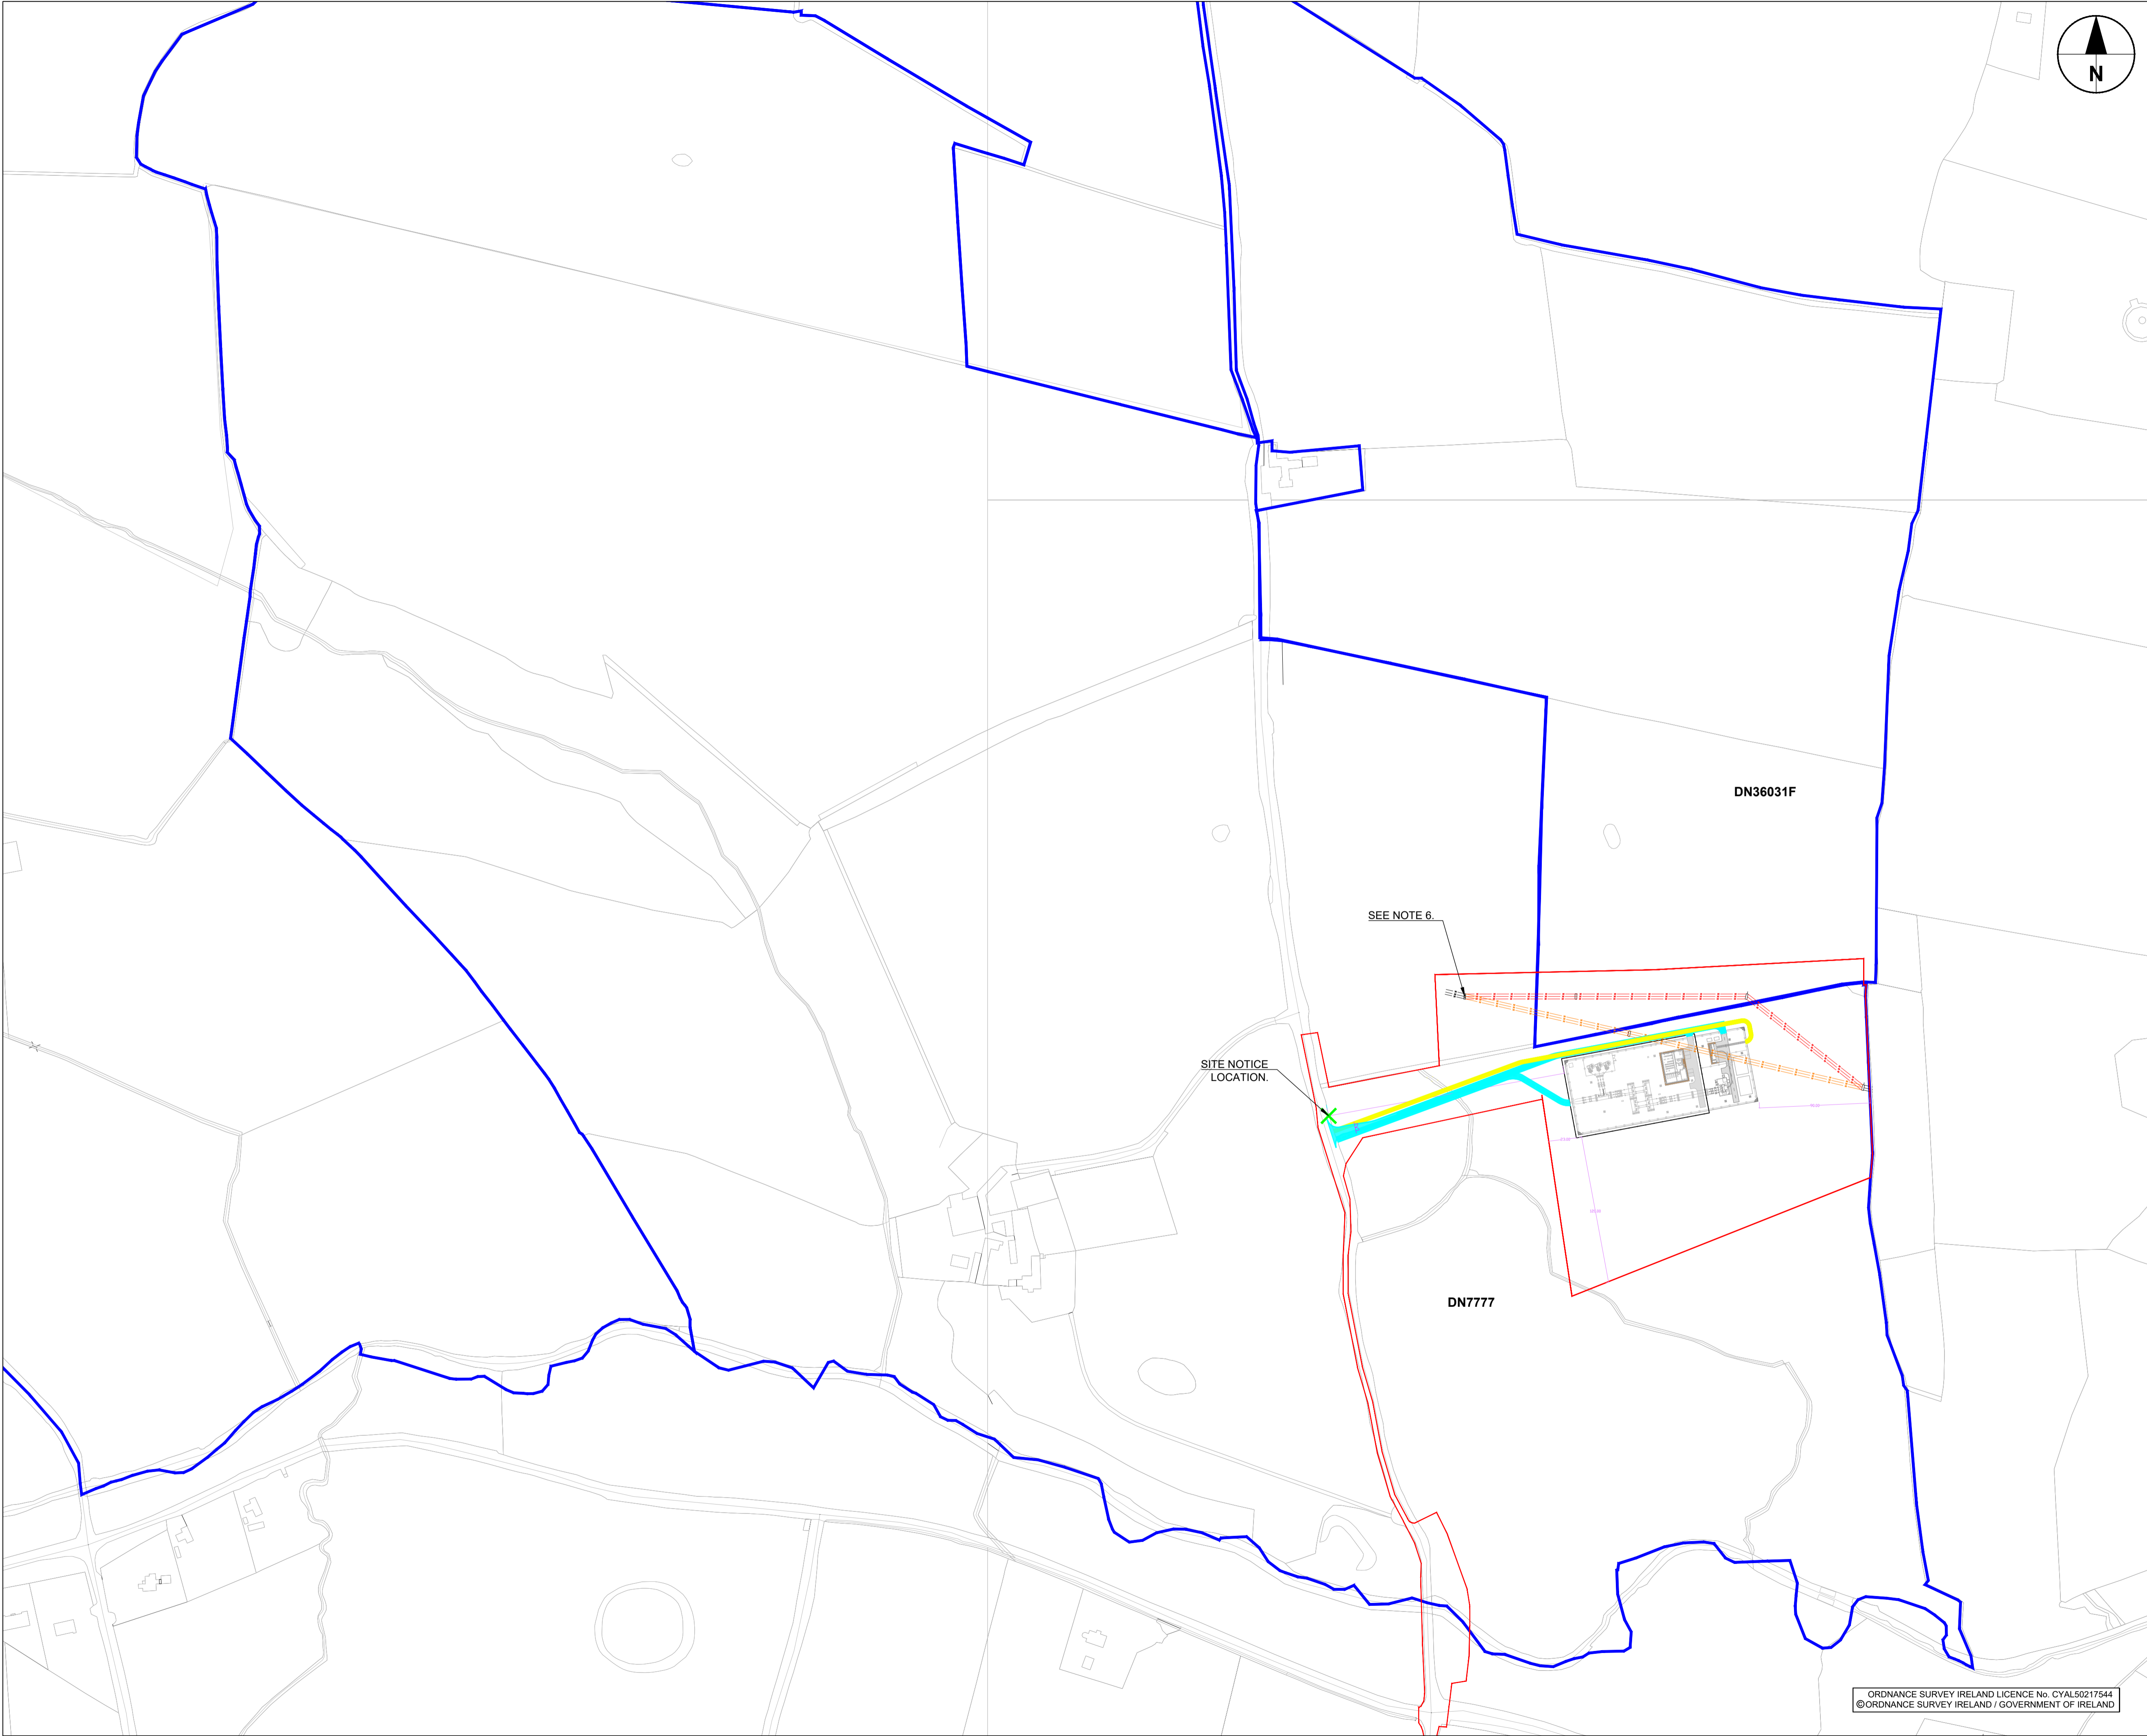 N
DN36031F
SEE NOTE 6.
SITE NOTICE
LOCATION.
DN7777
ORDNANCE SURVEY IRELAND LICENCE No. CYAL50217544
©ORDNANCE SURVEY IRELAND / GOVERNMENT OF IRELAND